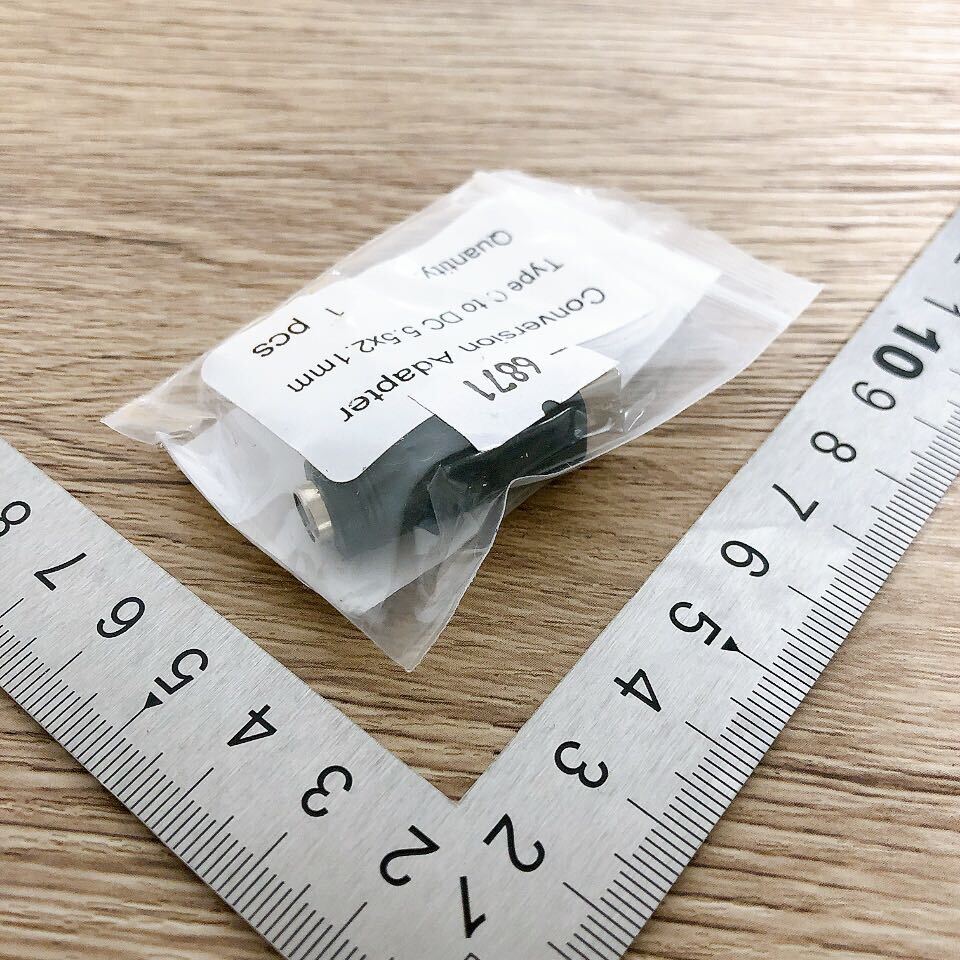 Conversion Adapter
Type C to DC 5.5x2.1mm
Quantity 1 pcs
6871
8 7 6 5 4 3 2 1
2 3 4 5 6 7 8 9 10 1